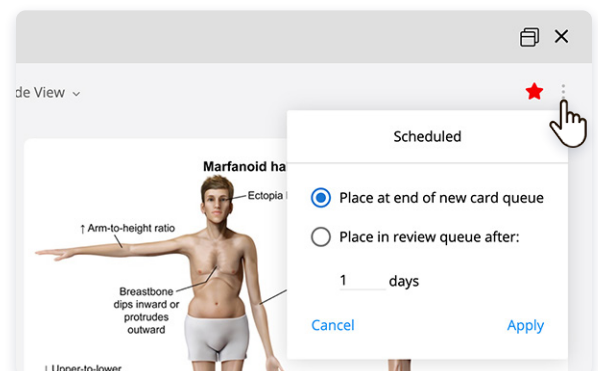 de View
Scheduled
Place at end of new card queue
Place in review queue after:
1 days
Cancel
Apply
Marfanoid ha
Ectopia
↑ Arm-to-height ratio
Breastbone
dips inward or
protrudes
outward
↓ Upper-to-lower